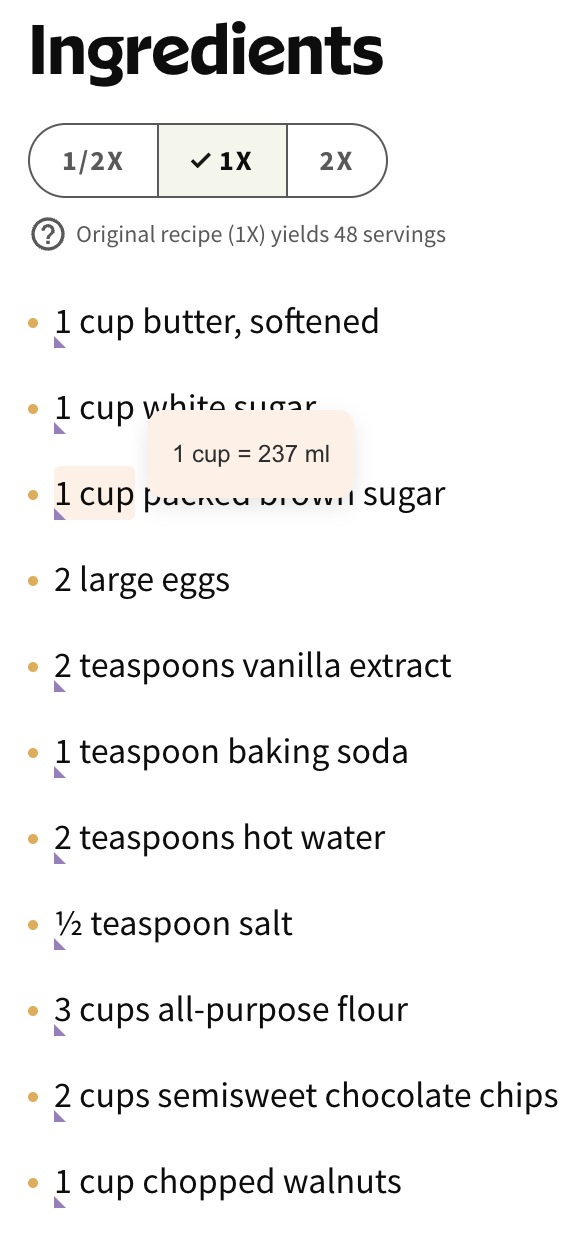 Ingredients
1/2X ✓ 1X 2X
? Original recipe (1X) yields 48 servings
• 1 cup butter, softened
• 1 cup white sugar
1 cup = 237 ml
• 1 cup packed brown sugar
• 2 large eggs
• 2 teaspoons vanilla extract
• 1 teaspoon baking soda
• 2 teaspoons hot water
• ½ teaspoon salt
• 3 cups all-purpose flour
• 2 cups semisweet chocolate chips
• 1 cup chopped walnuts